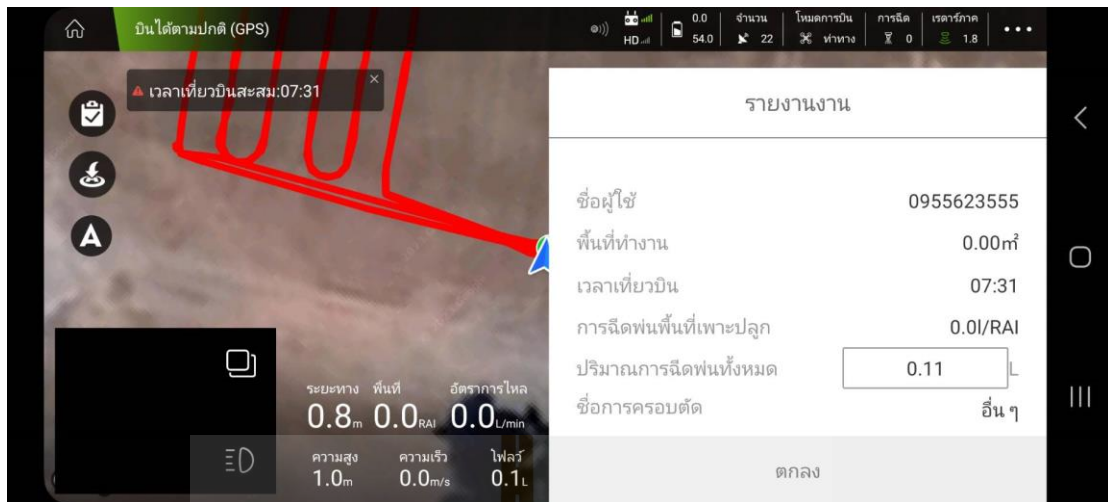 บินได้ตามปกติ (GPS)
HD
0.0
54.0
จำนวน
22
โหมดการบิน
ท่าทาง
การฉีด
0
เรดาร์ภาค
1.8
เวลาเที่ยวบินสะสม:07:31
รายงานงาน
ชื่อผู้ใช้ 0955623555
พื้นที่ทำงาน 0.00㎡
เวลาเที่ยวบิน 07:31
การฉีดพ่นพื้นที่เพาะปลูก 0.0l/RAI
ปริมาณการฉีดพ่นทั้งหมด 0.11 L
ชื่อการครอบตัด อื่น ๆ
ตกลง
A
ระยะทาง พื้นที่ อัตราการไหล
0.8m 0.0RAI 0.0L/min
ความสูง ความเร็ว โฟลว์
1.0m 0.0m/s 0.1L